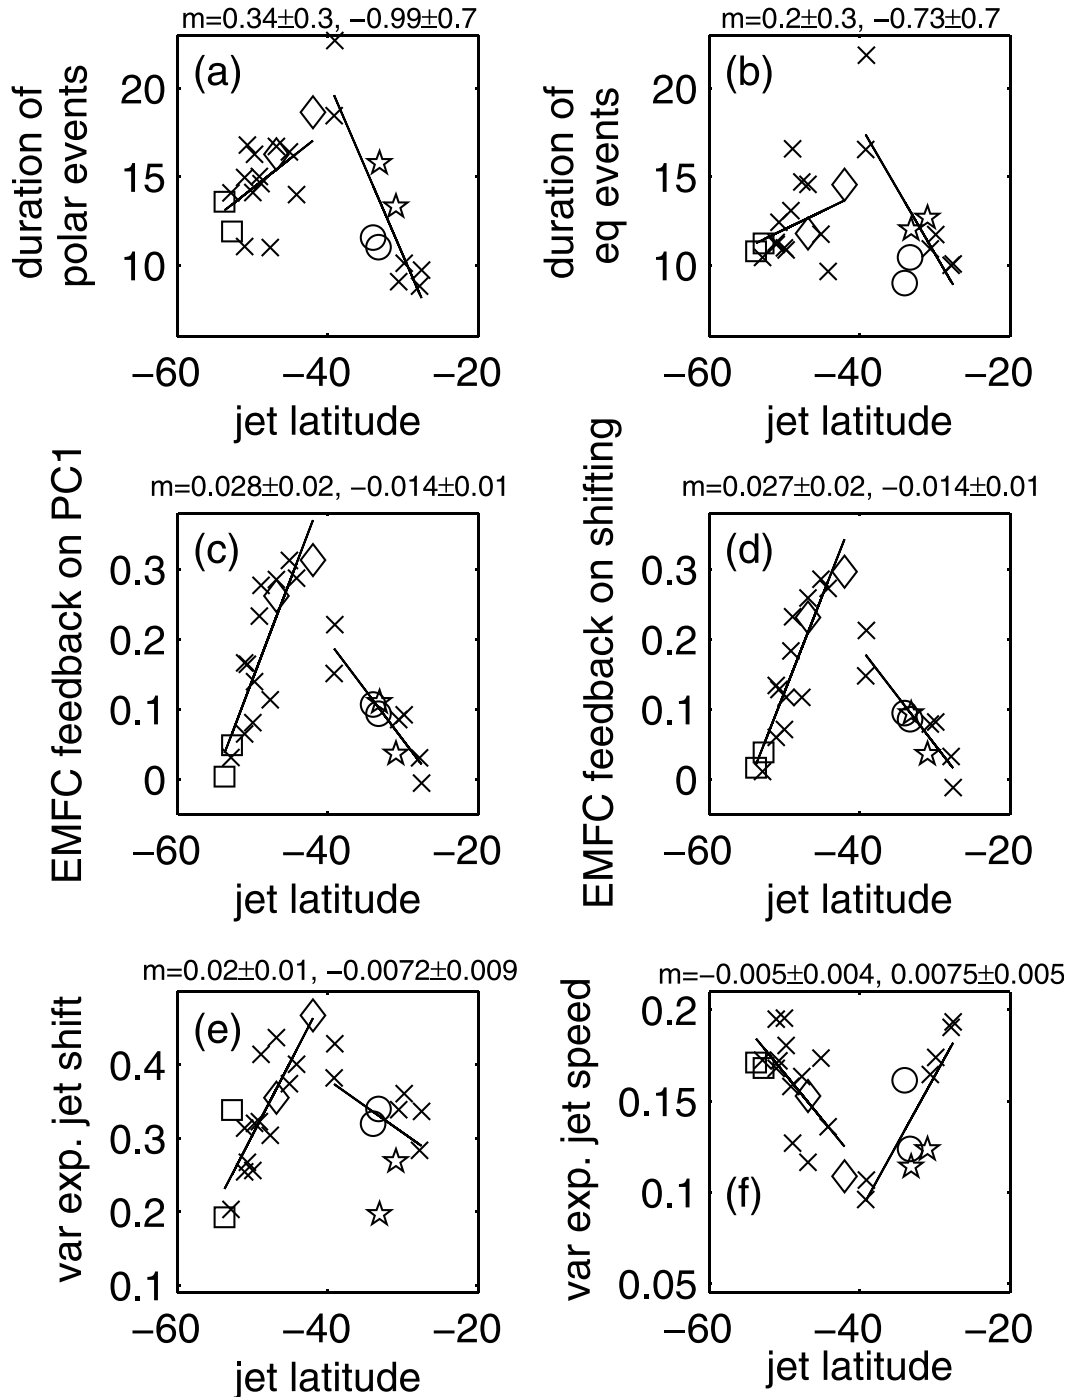 m=0.34±0.3, −0.99±0.7
(a)
duration of
polar events
20
15
10
−60 −40 −20
jet latitude
m=0.2±0.3, −0.73±0.7
(b)
duration of
eq events
20
15
10
−60 −40 −20
jet latitude
m=0.028±0.02, −0.014±0.01
(c)
EMFC feedback on PC1
0.3
0.2
0.1
0
−60 −40 −20
jet latitude
m=0.027±0.02, −0.014±0.01
(d)
EMFC feedback on shifting
0.3
0.2
0.1
0
−60 −40 −20
jet latitude
m=0.02±0.01, −0.0072±0.009
(e)
var exp. jet shift
0.4
0.3
0.2
0.1
−60 −40 −20
jet latitude
m=−0.005±0.004, 0.0075±0.005
(f)
var exp. jet speed
0.2
0.15
0.1
0.05
−60 −40 −20
jet latitude